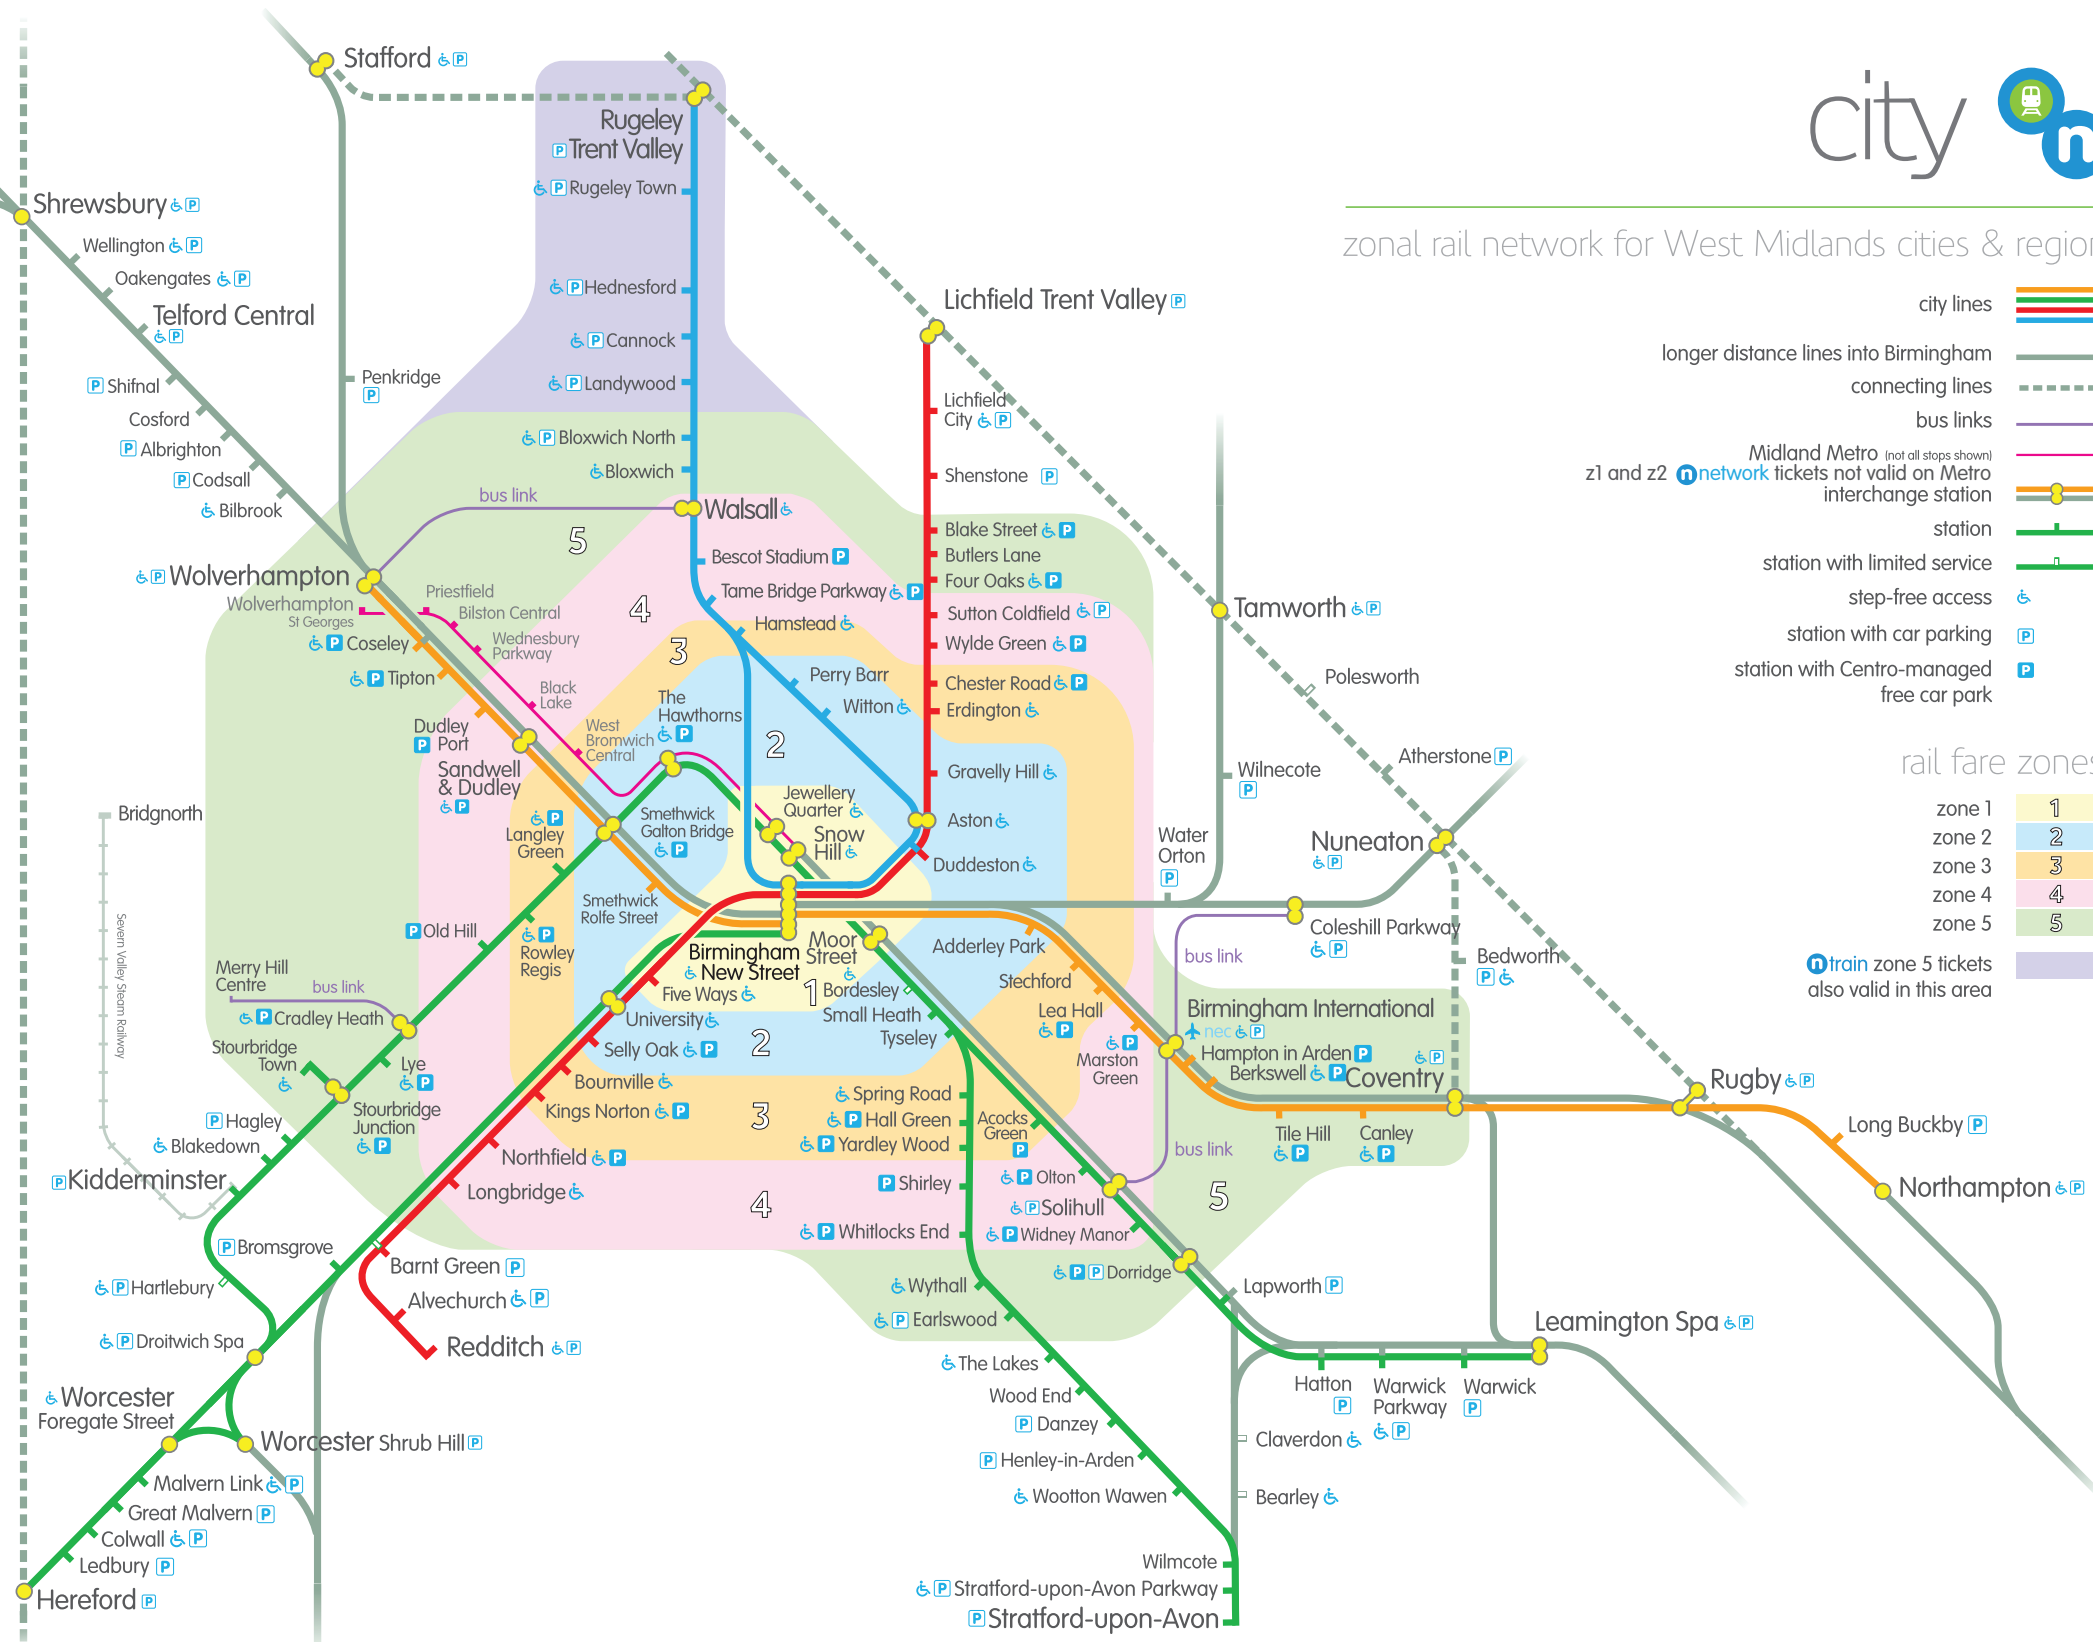 city
n
zonal rail network for West Midlands cities & region
city lines
longer distance lines into Birmingham
connecting lines
bus links
Midland Metro (not all stops shown)
z1 and z2 n network tickets not valid on Metro
interchange station
station
station with limited service
step-free access
station with car parking
P
station with Centro-managed
free car park
P
rail fare zones
zone 1 1
zone 2 2
zone 3 3
zone 4 4
zone 5 5
n train zone 5 tickets
also valid in this area
Stafford P
Rugeley
P Trent Valley
P Rugeley Town
P Hednesford
P Cannock
P Landywood
P Bloxwich North
Bloxwich
Walsall
bus link
5
Bescot Stadium P
Tame Bridge Parkway P
Hamstead
Perry Barr
Witton
Shrewsbury P
Wellington P
Oakengates P
Telford Central
P
P Shifnal
Cosford
P Albrighton
P Codsall
Bilbrook
Penkridge
P
P Wolverhampton
Wolverhampton
St Georges
Priestfield
Bilston Central
Wednesbury
Parkway
Black
Lake
West
Bromwich
Central
P Coseley
P Tipton
Dudley
P Port
Sandwell
& Dudley
P
4
3
2
The
Hawthorns
P
Smethwick
Galton Bridge
P
P
Langley
Green
Smethwick
Rolfe Street
Jewellery
Quarter
Snow
Hill
Lichfield Trent Valley P
Lichfield
City P
Shenstone P
Blake Street P
Butlers Lane
Four Oaks P
Sutton Coldfield P
Wylde Green P
Chester Road P
Erdington
Gravelly Hill
Aston
Duddeston
Tamworth P
Polesworth
Atherstone P
Wilnecote
P
Water
Orton
P
Nuneaton
P
Coleshill Parkway
P
Bedworth
P
bus link
Bridgnorth
Severn Valley Steam Railway
P Old Hill
P
Rowley
Regis
Merry Hill
Centre
bus link
P Cradley Heath
Stourbridge
Town
Lye
P
Stourbridge
Junction
P
P Hagley
Blakedown
P Kidderminster
P Bromsgrove
P Hartlebury
P Droitwich Spa
Worcester
Foregate Street
Worcester Shrub Hill P
Malvern Link P
Great Malvern P
Colwall P
Ledbury P
Hereford P
Birmingham
New Street
Moor
Street
1
Five Ways
University
Selly Oak P
Bournville
Kings Norton P
Northfield P
Longbridge
Barnt Green P
Alvechurch P
Redditch P
2
3
4
Bordesley
Small Heath
Tyseley
Spring Road
P Hall Green
P Yardley Wood
P Shirley
P Whitlocks End
Wythall
P Earlswood
The Lakes
Wood End
P Danzey
P Henley-in-Arden
Wootton Wawen
Wilmcote
P Stratford-upon-Avon Parkway
P Stratford-upon-Avon
Acocks
Green
P
P Olton
P Solihull
P Widney Manor
P P Dorridge
Lapworth P
Adderley Park
Stechford
Lea Hall
P
P
Marston
Green
Birmingham International
nec P
Hampton in Arden P
Berkswell P
P
Coventry
Tile Hill
P
Canley
P
bus link
5
Rugby P
Long Buckby P
Northampton P
Leamington Spa P
Hatton
P
Warwick
Parkway
P
Warwick
P
Claverdon
Bearley